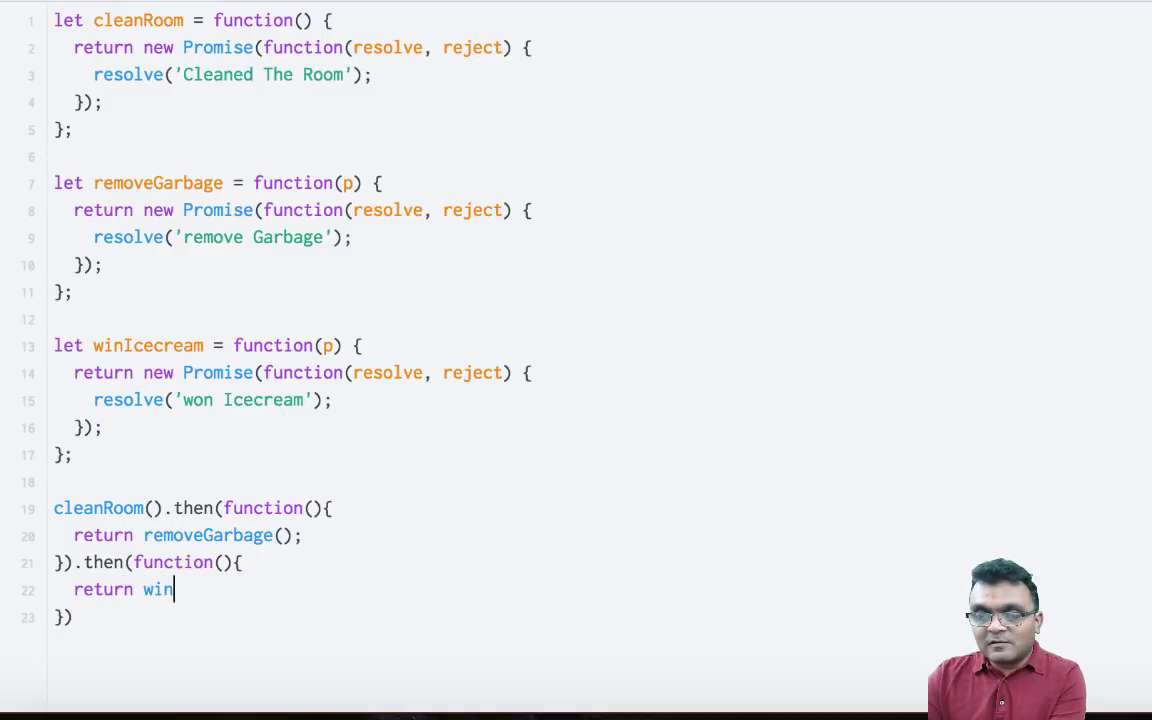 1 let cleanRoom = function() {
2 return new Promise(function(resolve, reject) {
3 resolve('Cleaned The Room');
4 });
5 };
6
7 let removeGarbage = function(p) {
8 return new Promise(function(resolve, reject) {
9 resolve('remove Garbage');
10 });
11 };
12
13 let winIcecream = function(p) {
14 return new Promise(function(resolve, reject) {
15 resolve('won Icecream');
16 });
17 };
18
19 cleanRoom().then(function(){
20 return removeGarbage();
21 }).then(function(){
22 return win
23 })